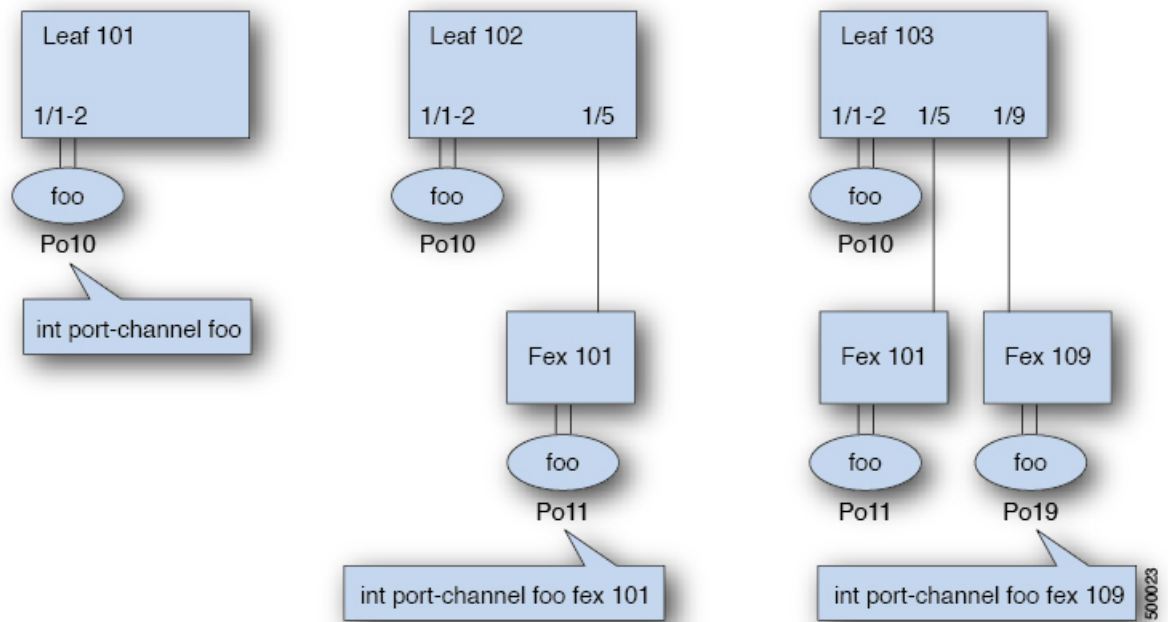 Leaf 101
1/1-2
foo
Po10
int port-channel foo
Leaf 102
1/1-2 1/5
foo
Po10
Fex 101
foo
Po11
int port-channel foo fex 101
Leaf 103
1/1-2 1/5 1/9
foo
Po10
Fex 101
Fex 109
foo
foo
Po11
Po19
int port-channel foo fex 109
500023